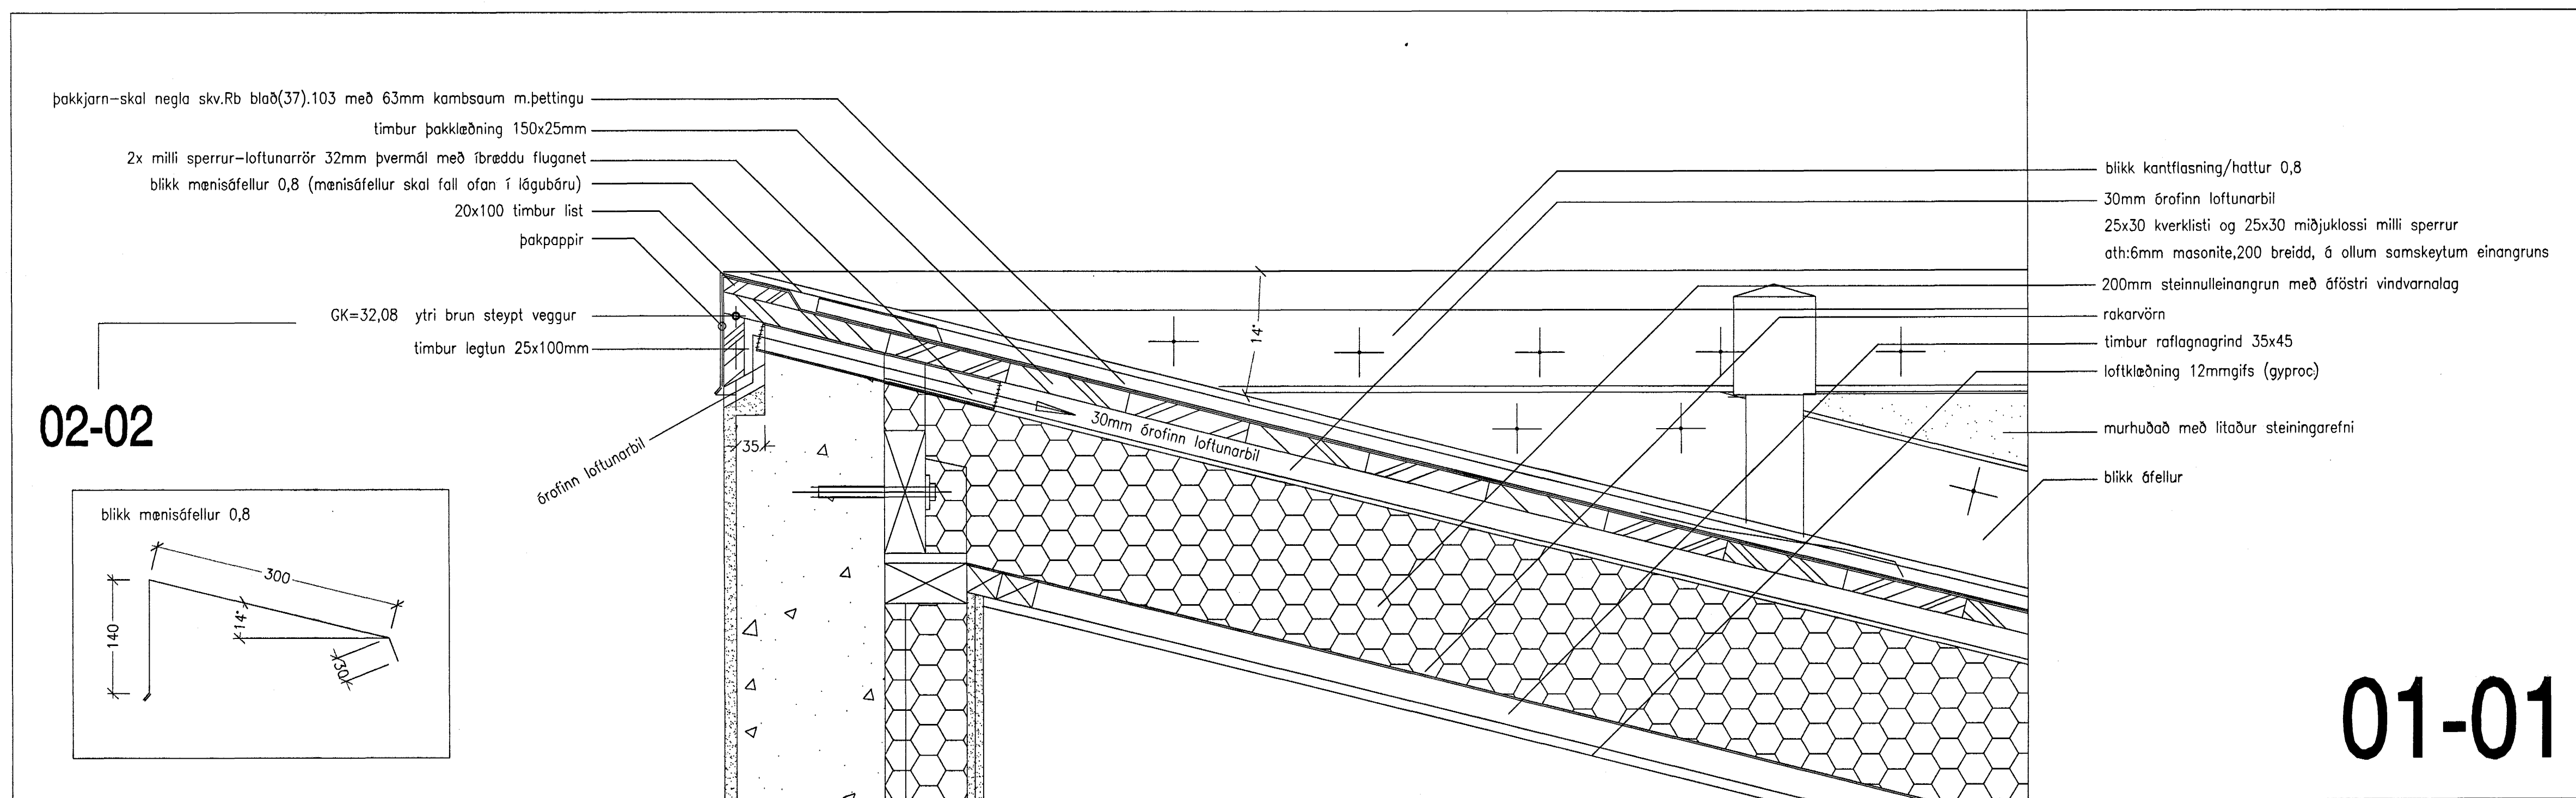 þakkjarn-skal negla skv.Rb blað(37).103 með 63mm kambsaum m.þettingu
timbur þakklæðning 150x25mm
2x milli sperrur-loftunarrör 32mm þvermál með íbræddu fluganet
blikk mænisáfellur 0,8 (mænisáfellur skal fall ofan í lágubáru)
20x100 timbur list
þakpappir
GK=32,08 ytri brun steypt veggur
timbur legtun 25x100mm
02-02
órofinn loftunarbil
35
14°
30mm órofinn loftunarbil
blikk mænisáfellur 0,8
300
140
14°
30
blikk kantflasning/hattur 0,8
30mm órofinn loftunarbil
25x30 kverklisti og 25x30 miðjuklossi milli sperrur
ath:6mm masonite,200 breidd, á ollum samskeytum einangruns
200mm steinnulleinangrun með áföstri vindvarnalag
rakarvörn
timbur raflagnagrind 35x45
loftklæðning 12mmgifs (gyproc)
murhuðað með litaður steiningarefni
blikk áfellur
01-01